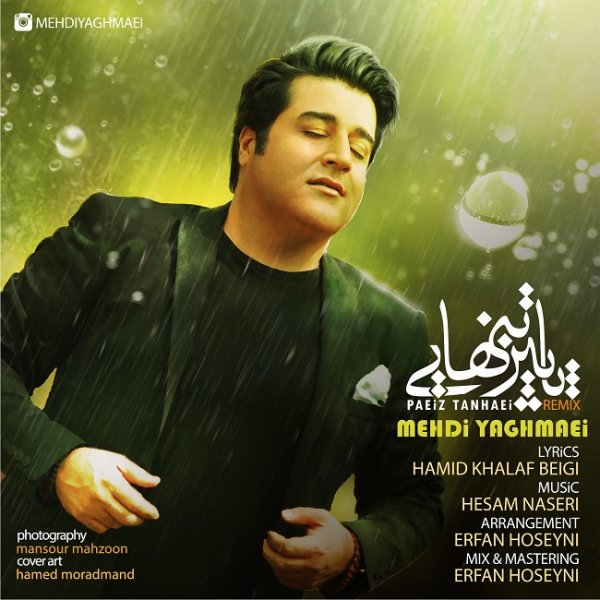 MEHDIYAGHMAEI
پاییز تنهایی
PAEiZ TANHAEi REMIX
MEHDi YAGHMAEi
LYRiCS
HAMID KHALAF BEIGI
MUSiC
HESAM NASERI
ARRANGEMENT
ERFAN HOSEYNI
MIX & MASTERING
ERFAN HOSEYNI
photography
mansour mahzoon
cover art
hamed moradmand